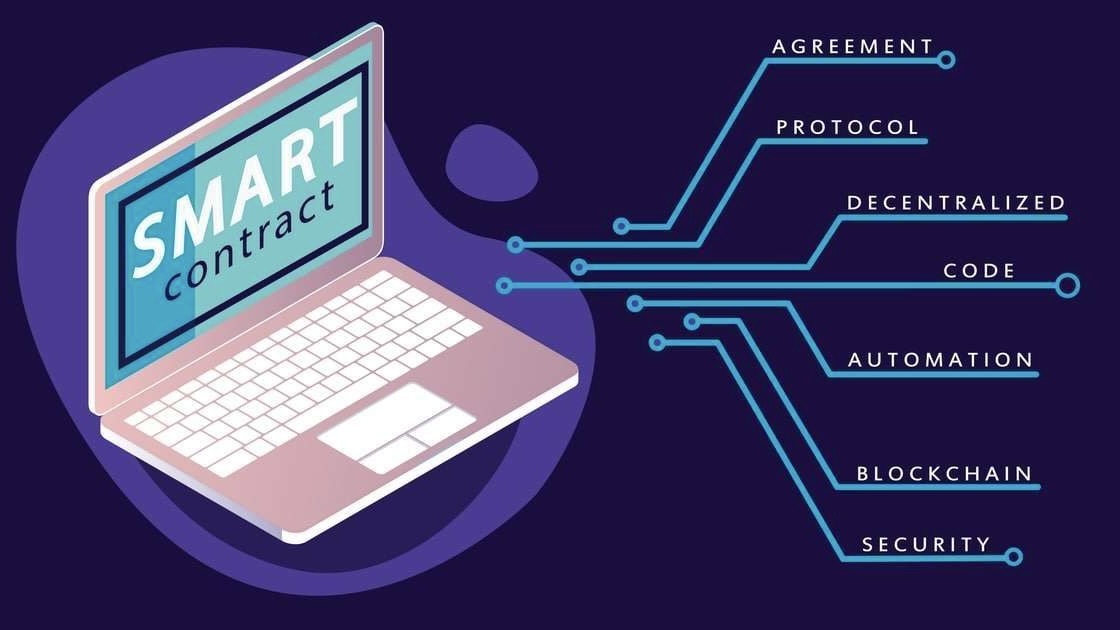 SMART
contract
AGREEMENT
PROTOCOL
DECENTRALIZED
CODE
AUTOMATION
BLOCKCHAIN
SECURITY